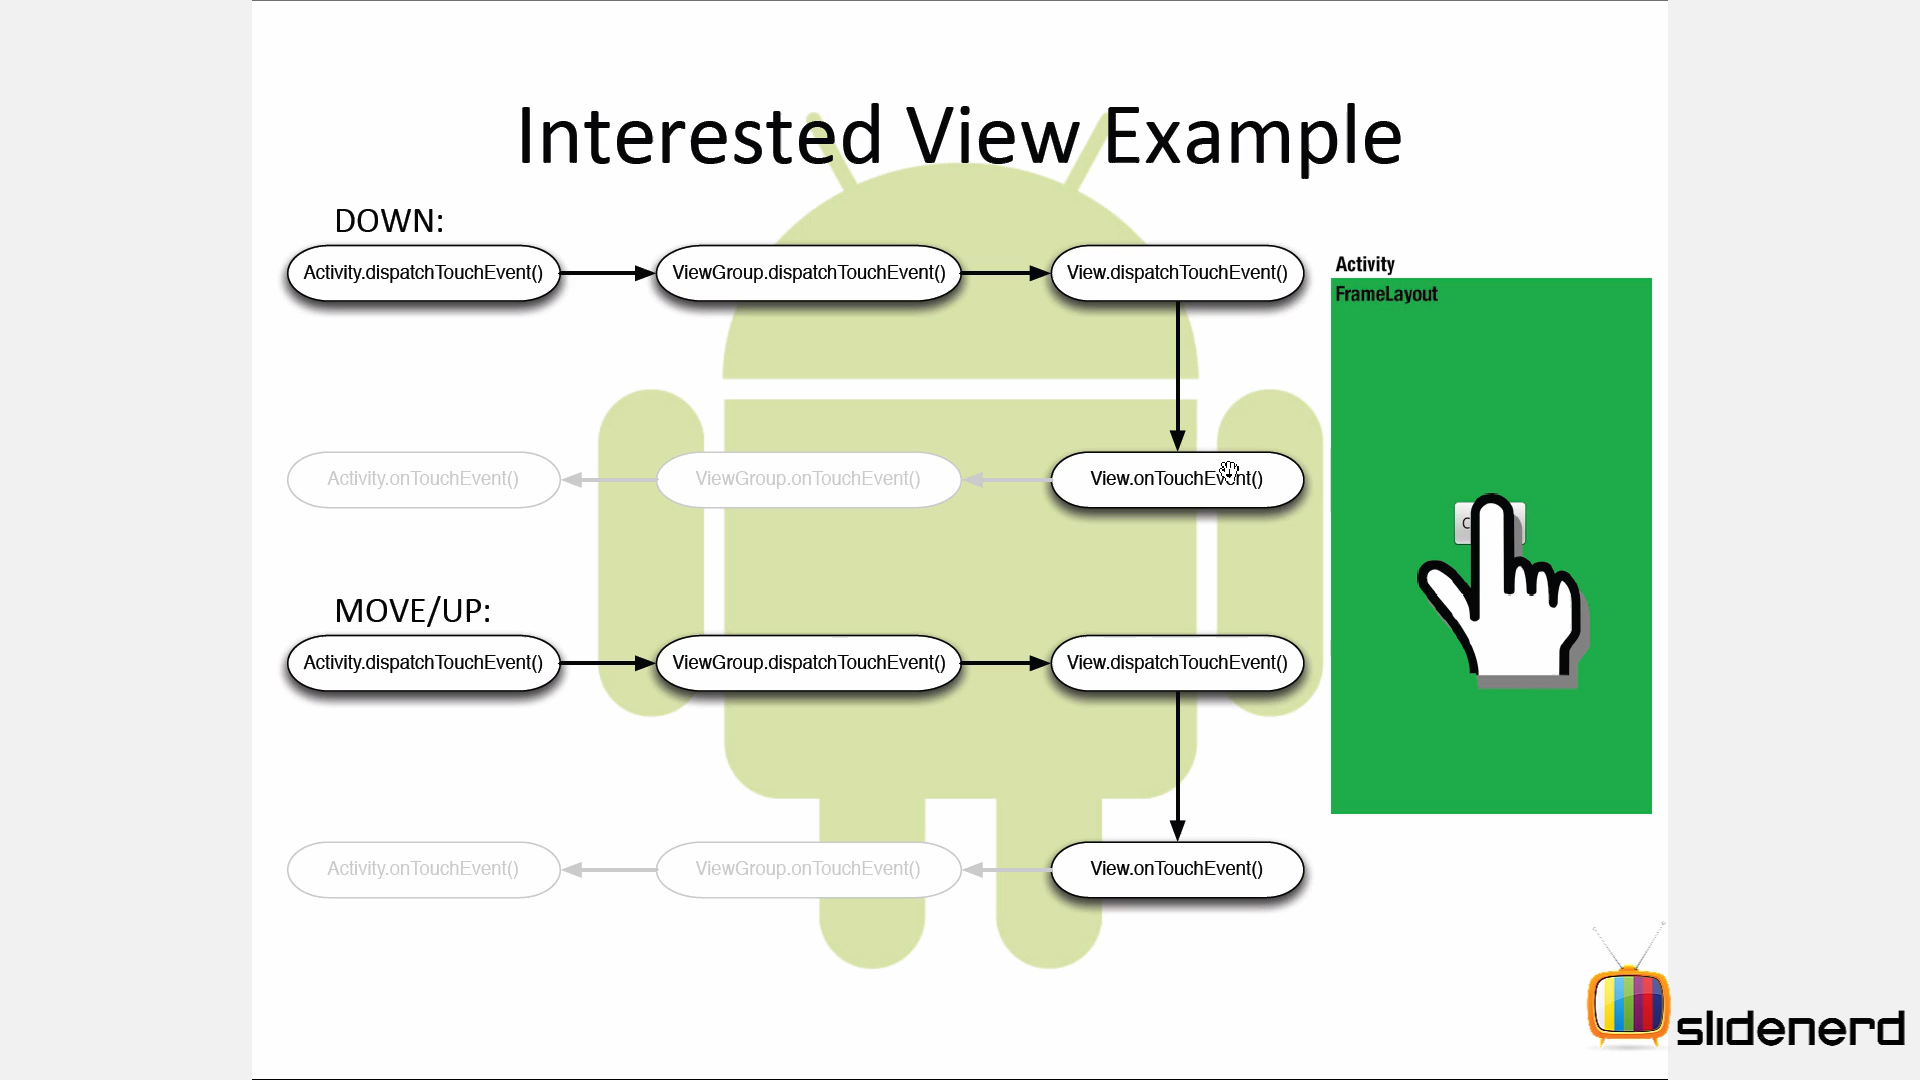 Interested View Example
DOWN:
Activity.dispatchTouchEvent()
ViewGroup.dispatchTouchEvent()
View.dispatchTouchEvent()
Activity
FrameLayout
Activity.onTouchEvent()
ViewGroup.onTouchEvent()
View.onTouchEvent()
MOVE/UP:
Activity.dispatchTouchEvent()
ViewGroup.dispatchTouchEvent()
View.dispatchTouchEvent()
Activity.onTouchEvent()
ViewGroup.onTouchEvent()
View.onTouchEvent()
slidenerd